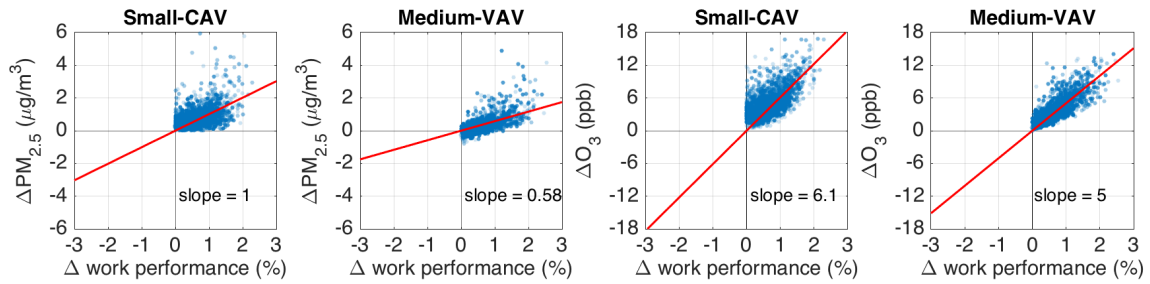 Small-CAV
ΔPM2.5 (μg/m³)
6
4
2
0
-2
-4
-6
slope = 1
-3 -2 -1 0 1 2 3
Δ work performance (%)
Medium-VAV
ΔPM2.5 (μg/m³)
6
4
2
0
-2
-4
-6
slope = 0.58
-3 -2 -1 0 1 2 3
Δ work performance (%)
Small-CAV
ΔO3 (ppb)
18
12
6
0
-6
-12
-18
slope = 6.1
-3 -2 -1 0 1 2 3
Δ work performance (%)
Medium-VAV
ΔO3 (ppb)
18
12
6
0
-6
-12
-18
slope = 5
-3 -2 -1 0 1 2 3
Δ work performance (%)